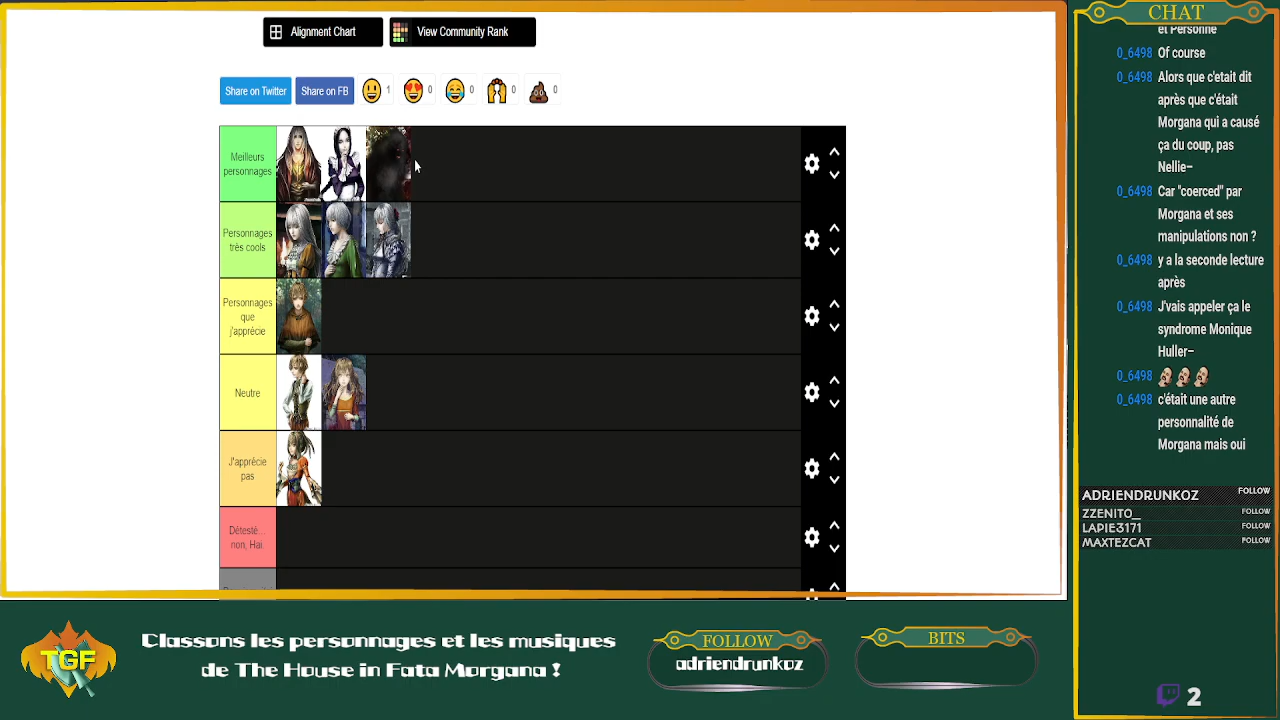 Alignment Chart
View Community Rank
Share on Twitter
Share on FB
1
0
0
0
0
Meilleurs
personnages
Personnages
très cools
Personnages
que
j'apprécie
Neutre
J'apprécie
pas
Détesté...
non, Hai.
CHAT
et Personne
0_6498 Of course
0_6498 Alors que c'etait dit
après que c'était
Morgana qui a causé
ça du coup, pas
Nellie~
0_6498 Car "coerced" par
Morgana et ses
manipulations non ?
0_6498 y a la seconde lecture
après
0_6498 J'vais appeler ça le
syndrome Monique
Huller~
0_6498
0_6498 c'était une autre
personnalité de
Morgana mais oui
ADRIENDRUNKOZ FOLLOW
ZZENITO_ FOLLOW
LAPIE3171 FOLLOW
MAXTEZCAT FOLLOW
TGF
Classons les personnages et les musiques
de The House in Fata Morgana !
FOLLOW
adriendrunkoz
BITS
2